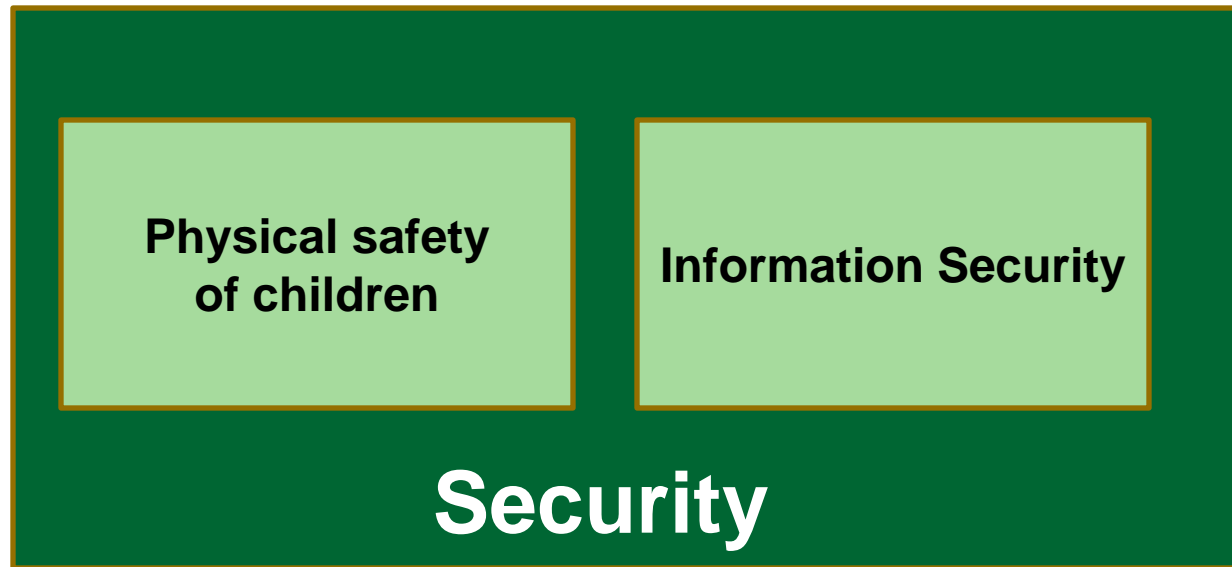 Physical safety
of children
Information Security
Security